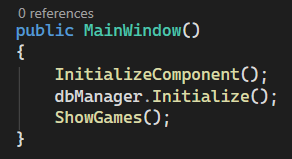 0 references
public MainWindow()
{
    InitializeComponent();
    dbManager.Initialize();
    ShowGames();
}